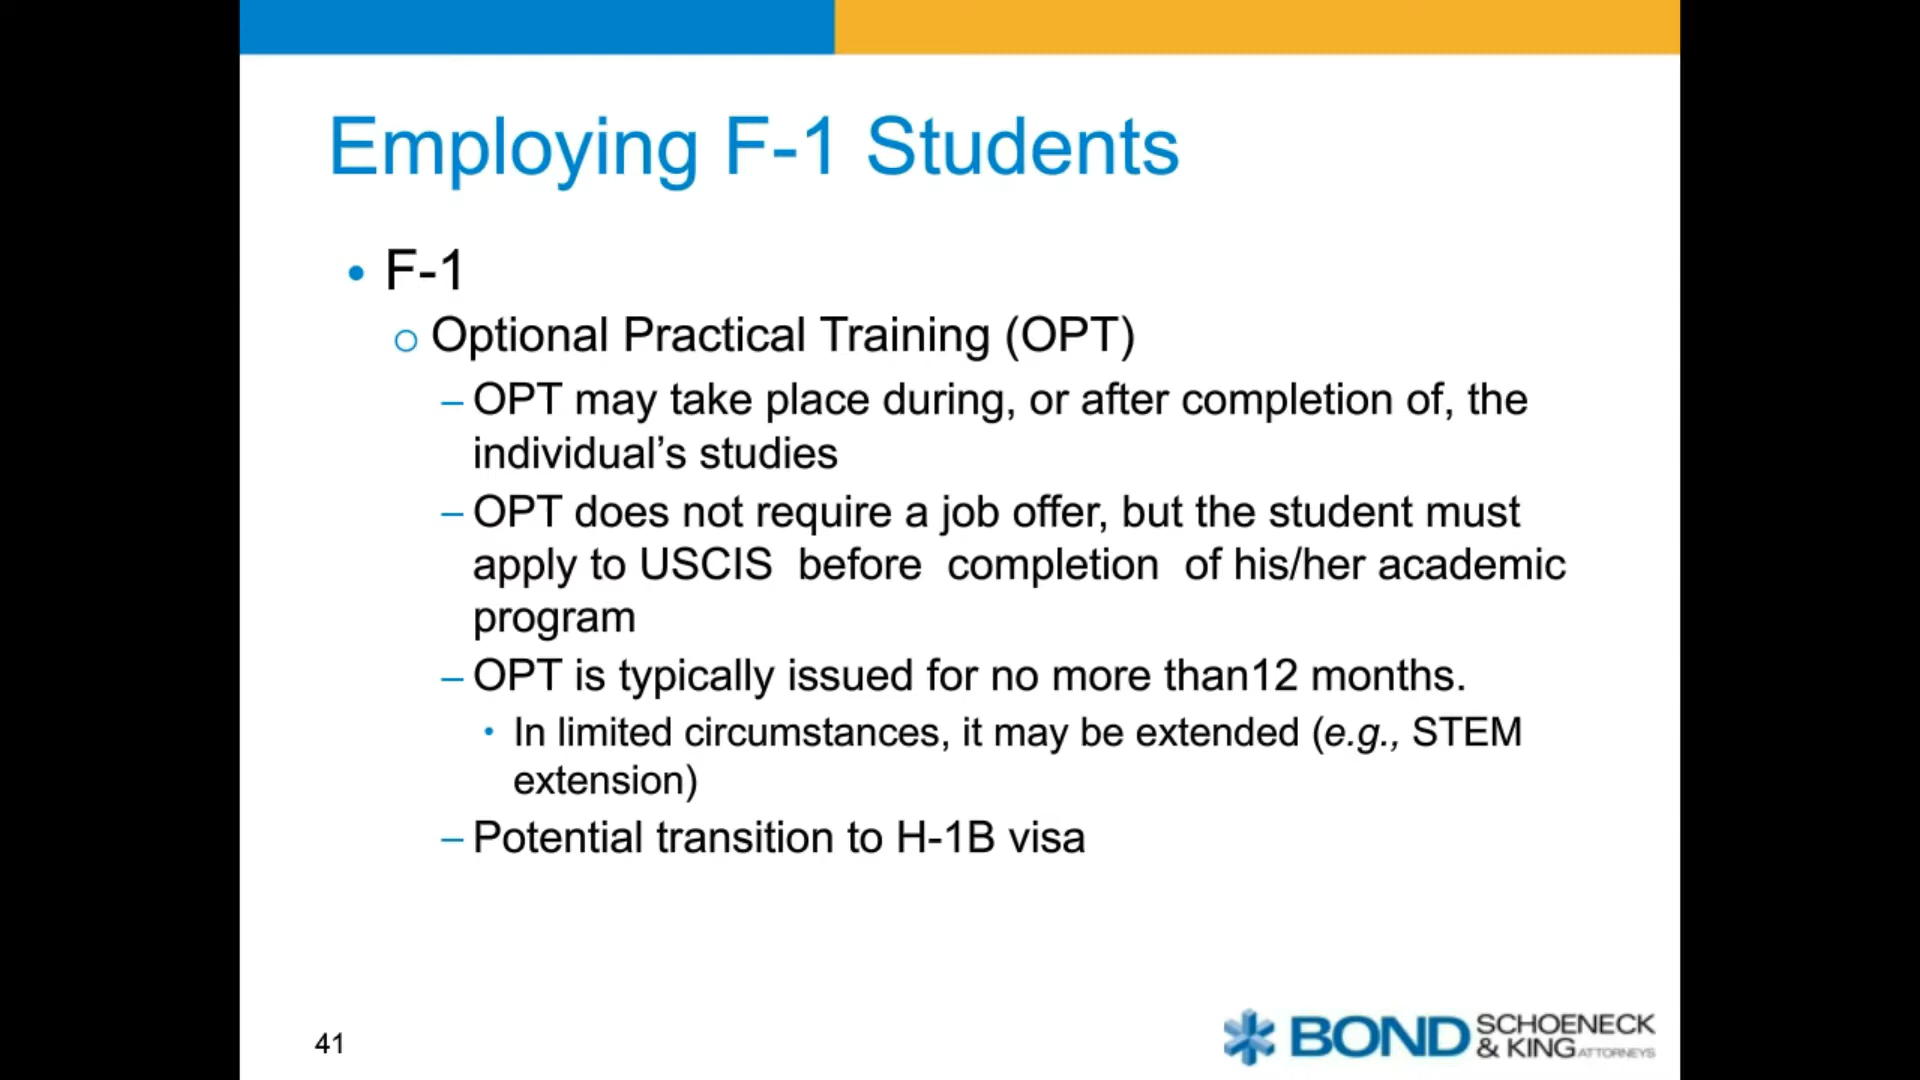 Employing F-1 Students
• F-1
o Optional Practical Training (OPT)
– OPT may take place during, or after completion of, the
individual’s studies
– OPT does not require a job offer, but the student must
apply to USCIS before completion of his/her academic
program
– OPT is typically issued for no more than12 months.
• In limited circumstances, it may be extended (e.g., STEM
extension)
– Potential transition to H-1B visa
41
BOND SCHOENECK
& KING ATTORNEYS